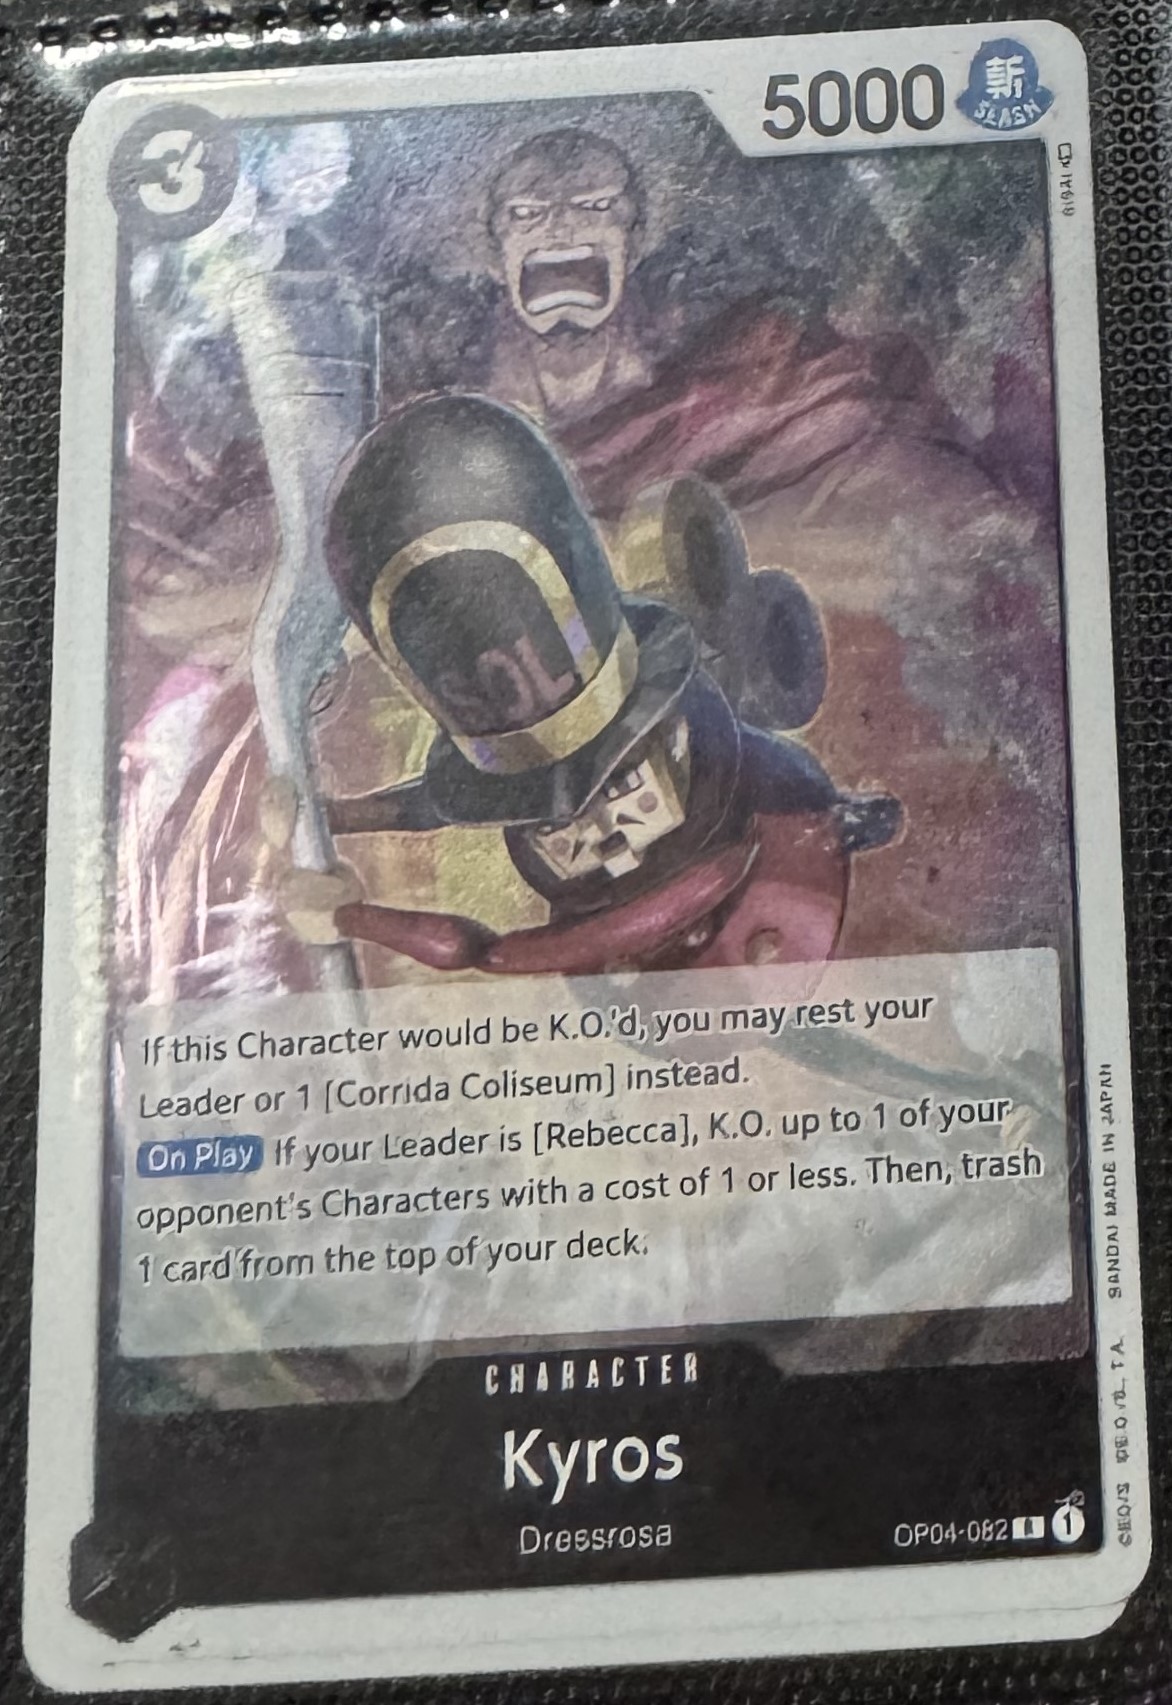 3
5000
斬
SLASH
SOL
If this Character would be K.O.'d, you may rest your
Leader or 1 [Corrida Coliseum] instead.
On Play If your Leader is [Rebecca], K.O. up to 1 of your
opponent's Characters with a cost of 1 or less. Then, trash
1 card from the top of your deck.
CHARACTER
Kyros
Dressrosa
OP04-082 R 1
BANDAI MADE IN JAPAN